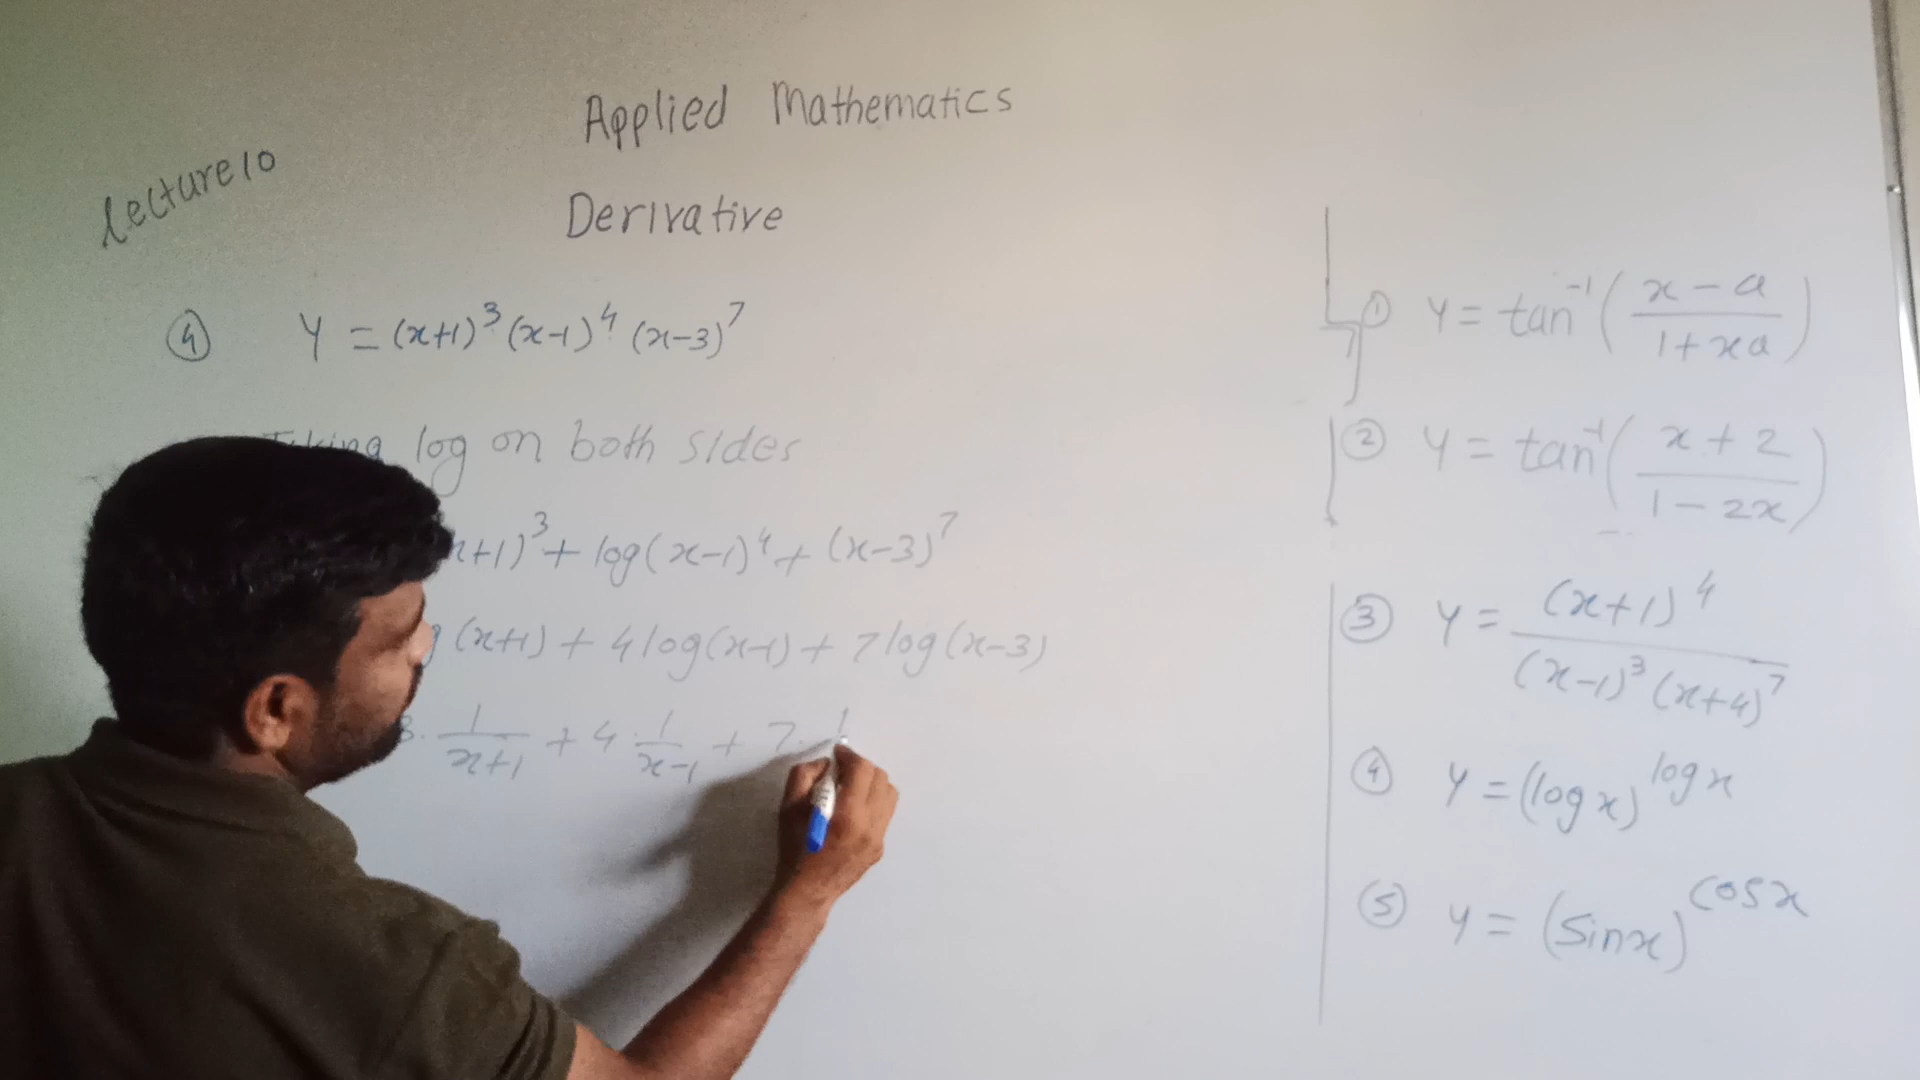 Applied Mathematics
Lecture 10
Derivative
④ Y = (x+1)³ (x-1)⁴ (x-3)⁷
log on both sides
x+1)³ + log(x-1)⁴ + (x-3)⁷
g (x+1) + 4 log(x-1) + 7 log(x-3)
3. 1/(x+1) + 4. 1/(x-1) + 7. 1
① Y = tan⁻¹ ( (x-a)/(1+xa) )
② Y = tan⁻¹ ( (x+2)/(1-2x) )
③ Y = (x+1)⁴ / (x-1)³ (x+4)⁷
④ Y = (log x)^log x
⑤ Y = (sinx)^cosx